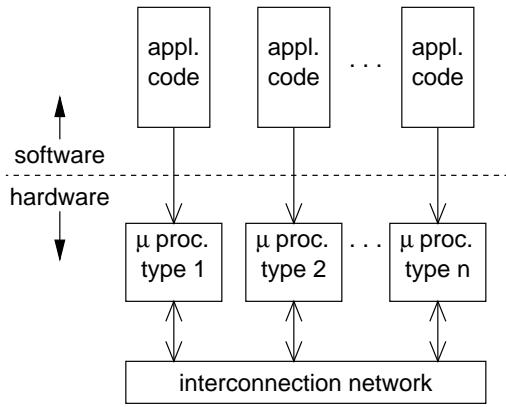 appl. appl. appl.
code code . . . code
software
hardware
μ proc. μ proc. . . . μ proc.
type 1 type 2 type n
interconnection network